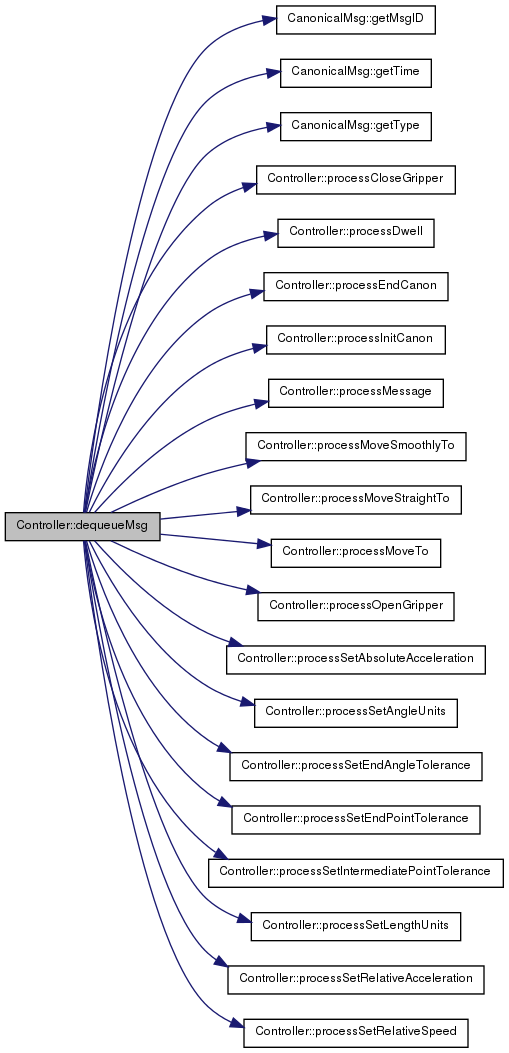 CanonicalMsg::getMsgID
CanonicalMsg::getTime
CanonicalMsg::getType
Controller::processCloseGripper
Controller::processDwell
Controller::processEndCanon
Controller::processInitCanon
Controller::processMessage
Controller::processMoveSmoothlyTo
Controller::processMoveStraightTo
Controller::dequeueMsg
Controller::processMoveTo
Controller::processOpenGripper
Controller::processSetAbsoluteAcceleration
Controller::processSetAngleUnits
Controller::processSetEndAngleTolerance
Controller::processSetEndPointTolerance
Controller::processSetIntermediatePointTolerance
Controller::processSetLengthUnits
Controller::processSetRelativeAcceleration
Controller::processSetRelativeSpeed